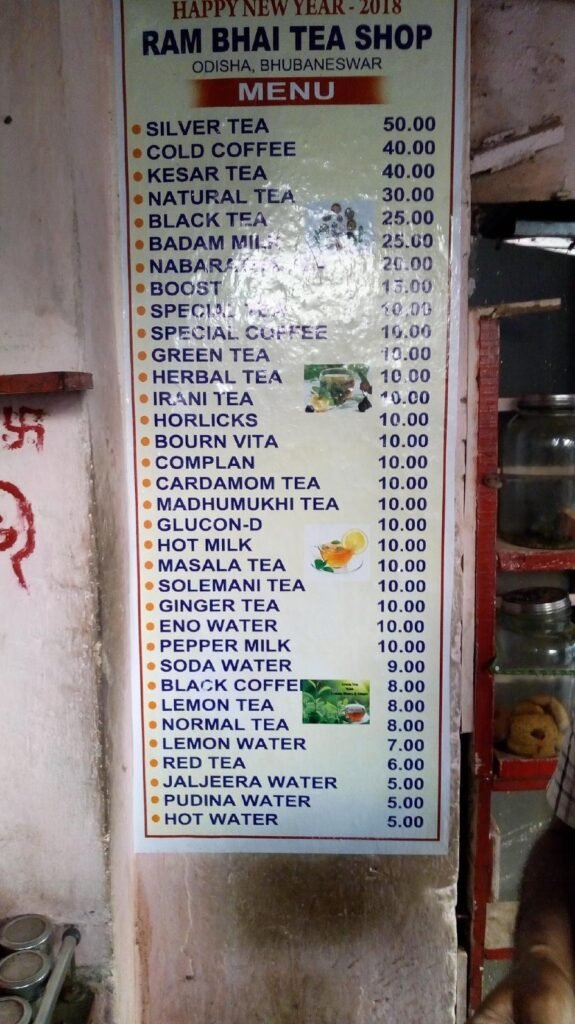 HAPPY NEW YEAR - 2018
RAM BHAI TEA SHOP
ODISHA, BHUBANESWAR
MENU
SILVER TEA 50.00
COLD COFFEE 40.00
KESAR TEA 40.00
NATURAL TEA 30.00
BLACK TEA 25.00
BADAM MILK 25.00
20.00
BOOST 15.00
SPECIAL TEA 10.00
SPECIAL COFFEE 10.00
GREEN TEA 10.00
HERBAL TEA 10.00
IRANI TEA 10.00
HORLICKS 10.00
BOURN VITA 10.00
COMPLAN 10.00
CARDAMOM TEA 10.00
MADHUMUKHI TEA 10.00
GLUCON-D 10.00
HOT MILK 10.00
MASALA TEA 10.00
SOLEMANI TEA 10.00
GINGER TEA 10.00
ENO WATER 10.00
PEPPER MILK 10.00
SODA WATER 9.00
BLACK COFFE 8.00
LEMON TEA 8.00
NORMAL TEA 8.00
LEMON WATER 7.00
RED TEA 6.00
JALJEERA WATER 5.00
PUDINA WATER 5.00
HOT WATER 5.00